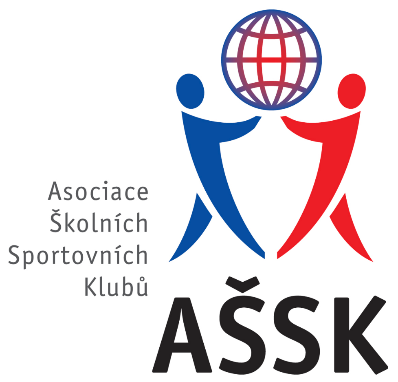 Asociace
Školních
Sportovních
Klubů
AŠSK